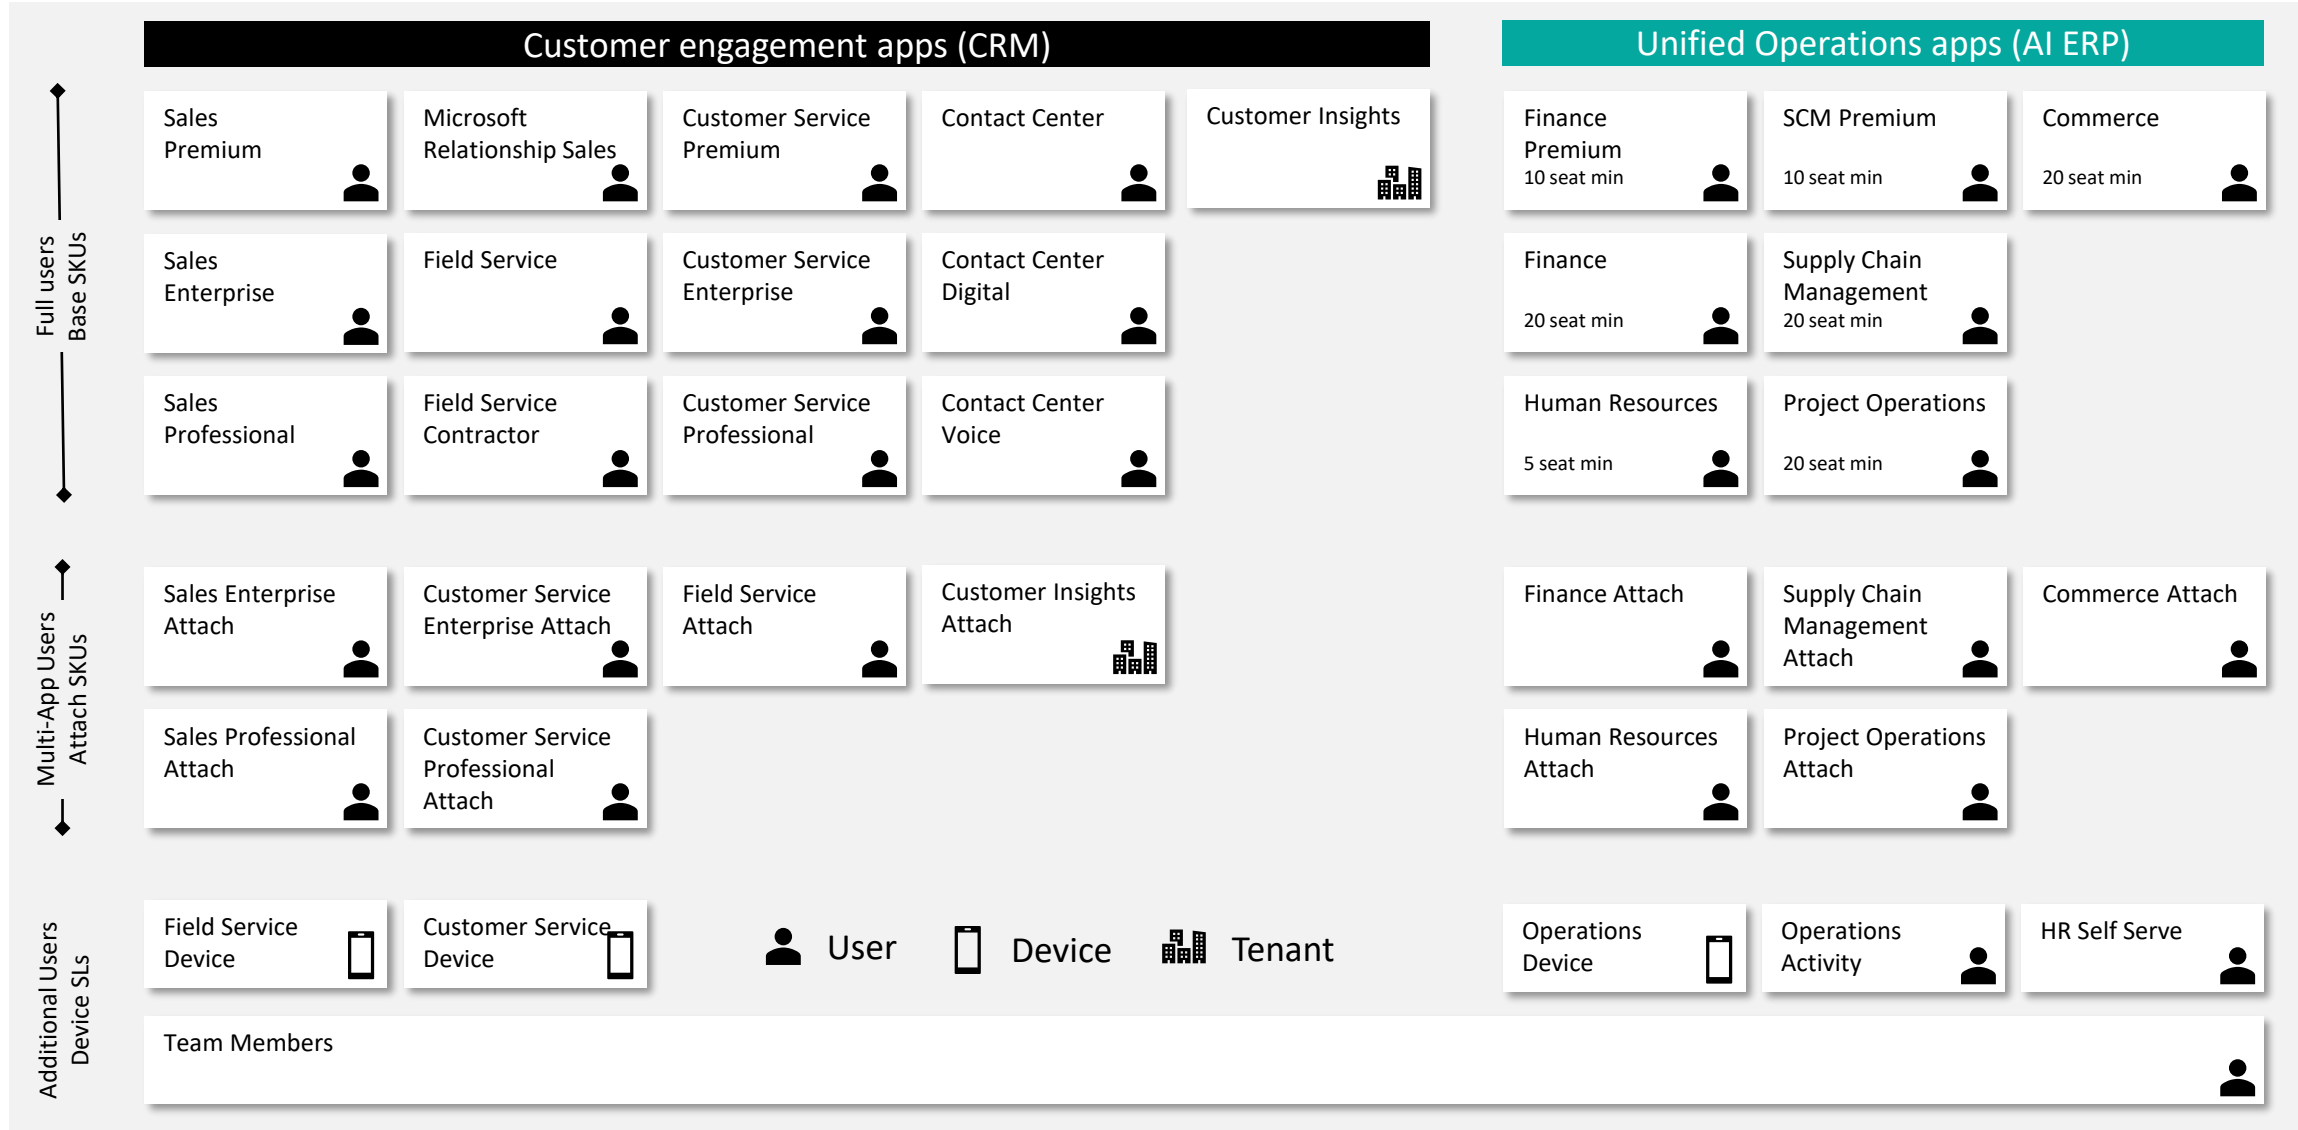 Customer engagement apps (CRM)
Unified Operations apps (AI ERP)
Full users
Base SKUs
Sales
Premium
Microsoft
Relationship Sales
Customer Service
Premium
Contact Center
Customer Insights
Finance
Premium
10 seat min
SCM Premium
10 seat min
Commerce
20 seat min
Sales
Enterprise
Field Service
Customer Service
Enterprise
Contact Center
Digital
Finance
20 seat min
Supply Chain
Management
20 seat min
Sales
Professional
Field Service
Contractor
Customer Service
Professional
Contact Center
Voice
Human Resources
5 seat min
Project Operations
20 seat min
Multi-App Users
Attach SKUs
Sales Enterprise
Attach
Customer Service
Enterprise Attach
Field Service
Attach
Customer Insights
Attach
Finance Attach
Supply Chain
Management
Attach
Commerce Attach
Sales Professional
Attach
Customer Service
Professional
Attach
Human Resources
Attach
Project Operations
Attach
Additional Users
Device SLs
Field Service
Device
Customer Service
Device
User
Device
Tenant
Operations
Device
Operations
Activity
HR Self Serve
Team Members